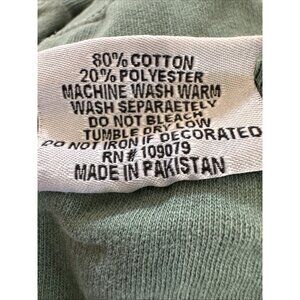 80% COTTON
20% POLYESTER
MACHINE WASH WARM
WASH SEPARAETELY
DO NOT BLEACH
TUMBLE DRY LOW
DO NOT IRON IF DECORATED
RN# 109079
MADE IN PAKISTAN